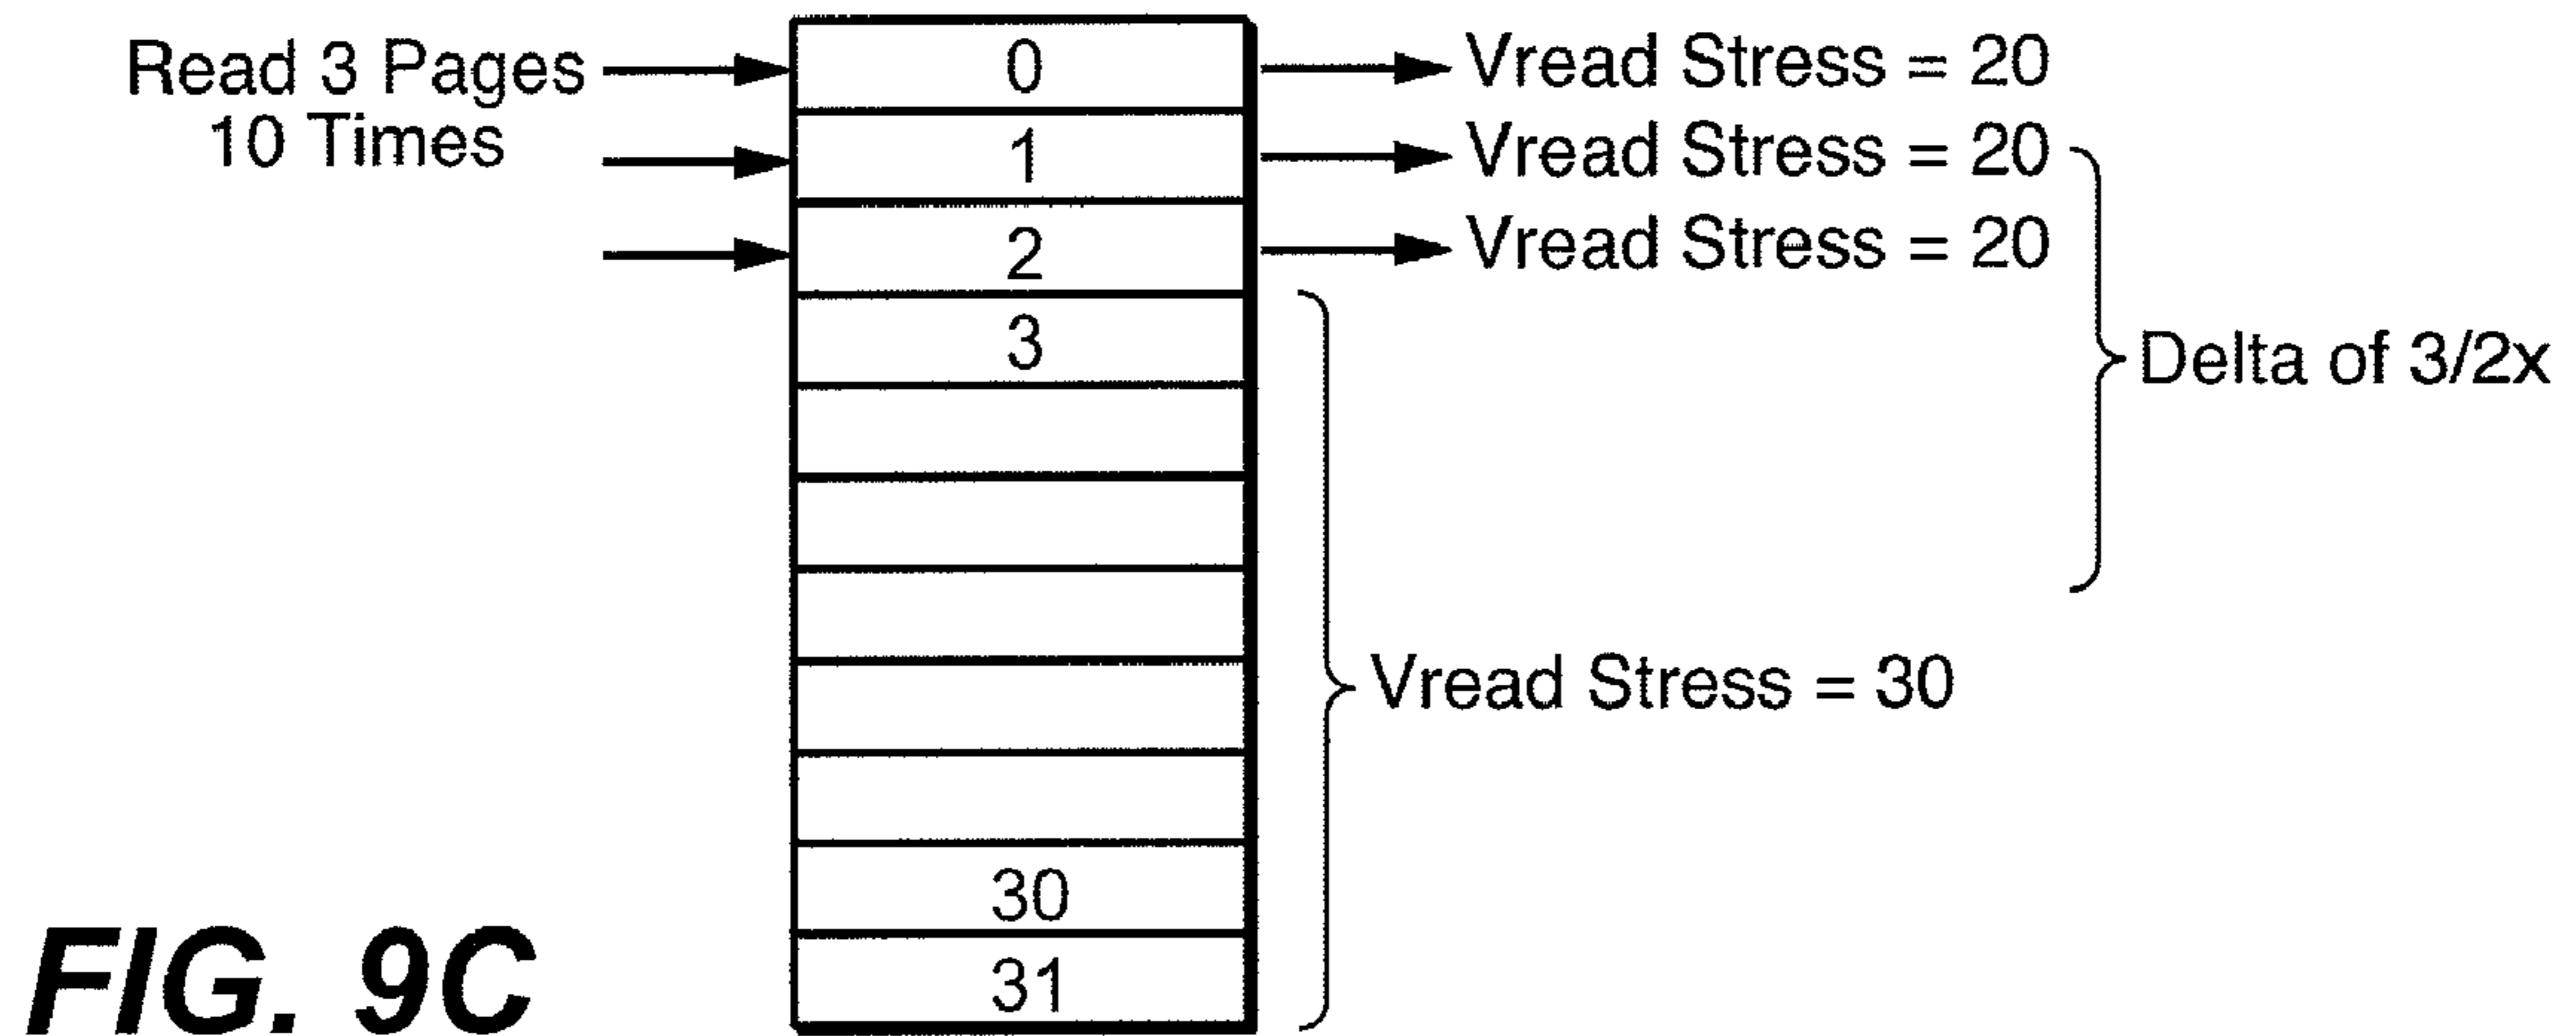 Read 3 Pages
10 Times
0
1
2
3
30
31
Vread Stress = 20
Vread Stress = 20
Vread Stress = 20
Delta of 3/2x
Vread Stress = 30
FIG. 9C